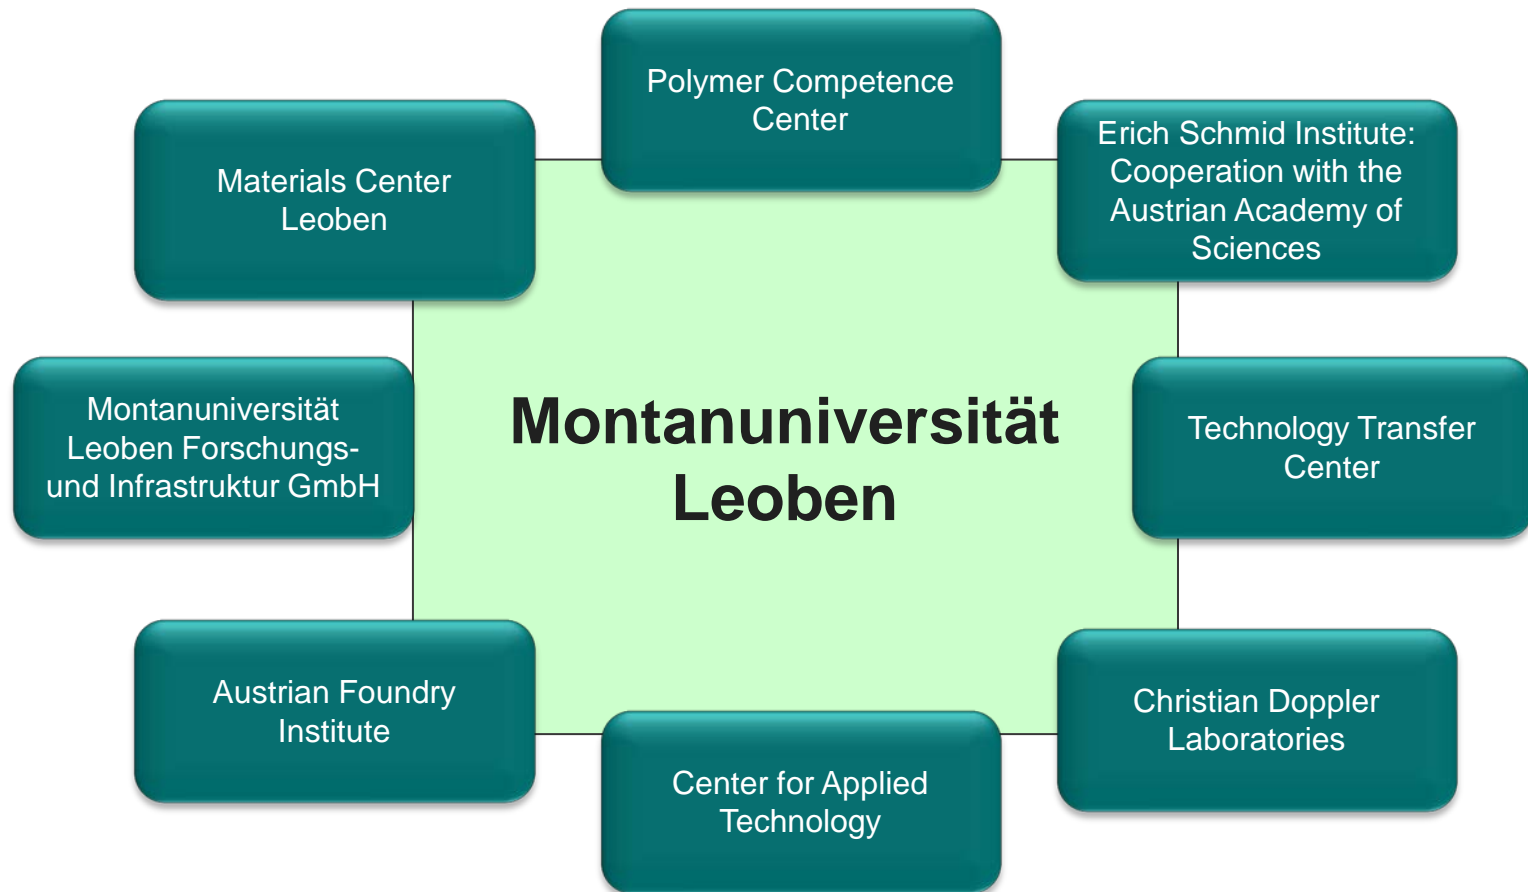 Polymer Competence
Center
Materials Center
Leoben
Erich Schmid Institute:
Cooperation with the
Austrian Academy of
Sciences
Montanuniversität
Leoben Forschungs-
und Infrastruktur GmbH
Montanuniversität
Leoben
Technology Transfer
Center
Austrian Foundry
Institute
Christian Doppler
Laboratories
Center for Applied
Technology